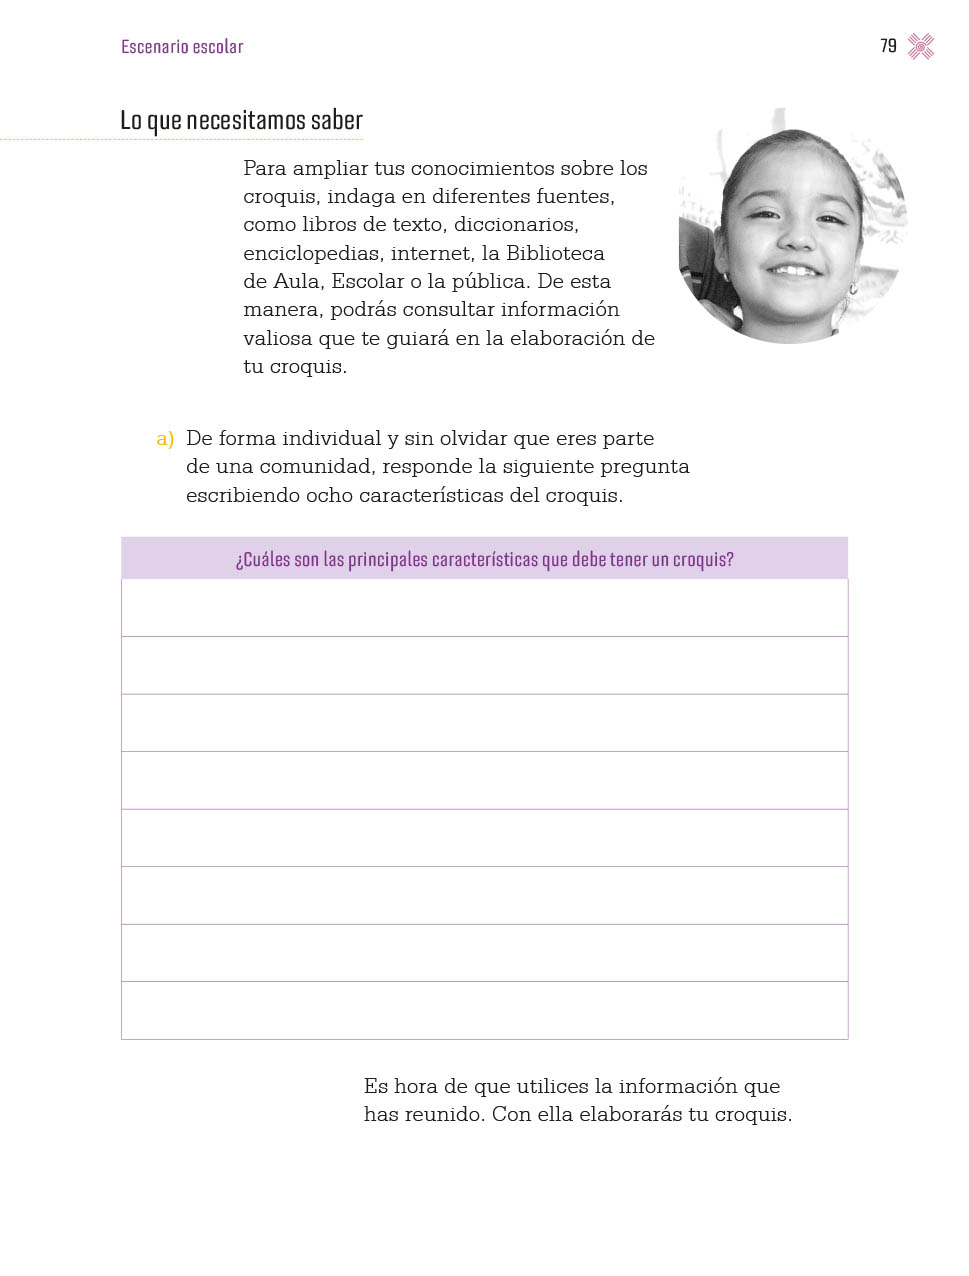 Escenario escolar
79
Lo que necesitamos saber
Para ampliar tus conocimientos sobre los
croquis, indaga en diferentes fuentes,
como libros de texto, diccionarios,
enciclopedias, internet, la Biblioteca
de Aula, Escolar o la pública. De esta
manera, podrás consultar información
valiosa que te guiará en la elaboración de
tu croquis.
a) De forma individual y sin olvidar que eres parte
de una comunidad, responde la siguiente pregunta
escribiendo ocho características del croquis.
¿Cuáles son las principales características que debe tener un croquis?
Es hora de que utilices la información que
has reunido. Con ella elaborarás tu croquis.